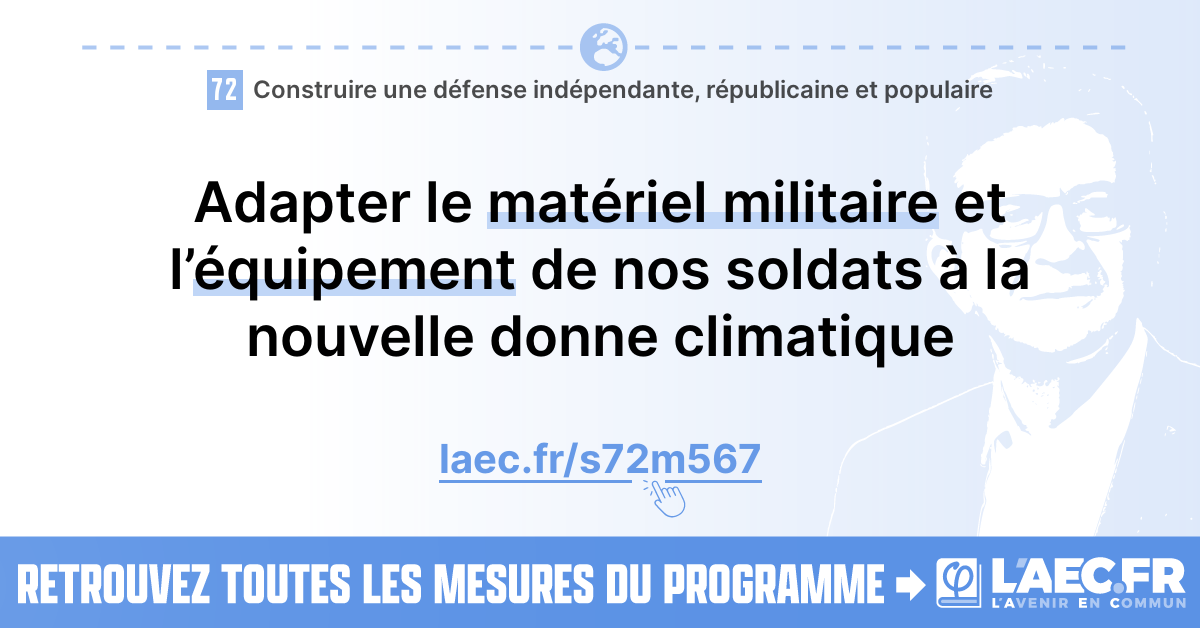 72 Construire une défense indépendante, républicaine et populaire
Adapter le matériel militaire et
l’équipement de nos soldats à la
nouvelle donne climatique
laec.fr/s72m567
RETROUVEZ TOUTES LES MESURES DU PROGRAMME
L'AEC.FR
L'AVENIR EN COMMUN